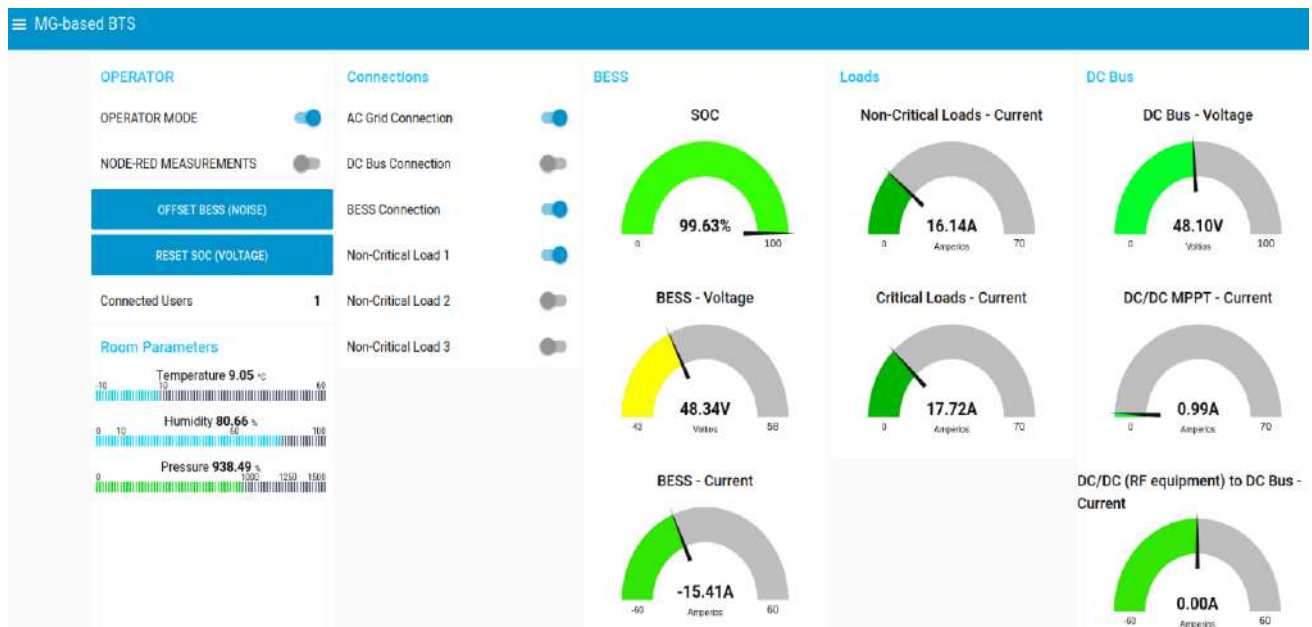 MG-based BTS
OPERATOR
OPERATOR MODE
NODE-RED MEASUREMENTS
OFFSET BESS (NOISE)
RESET SOC (VOLTAGE)
Connected Users 1
Room Parameters
Temperature 9.05 °C
-10 10 60
Humidity 80.66 %
0 10 60 100
Pressure 938.49 %
0 1000 1250 1500
Connections
AC Grid Connection
DC Bus Connection
BESS Connection
Non-Critical Load 1
Non-Critical Load 2
Non-Critical Load 3
BESS
SOC
99.63%
0 100
BESS - Voltage
48.34V
43 Voltios 58
BESS - Current
-15.41A
-60 Amperios 60
Loads
Non-Critical Loads - Current
16.14A
0 Amperios 70
Critical Loads - Current
17.72A
0 Amperios 70
DC Bus
DC Bus - Voltage
48.10V
0 Voltios 100
DC/DC MPPT - Current
0.99A
0 Amperios 70
DC/DC (RF equipment) to DC Bus -
Current
0.00A
-60 Amperios 60